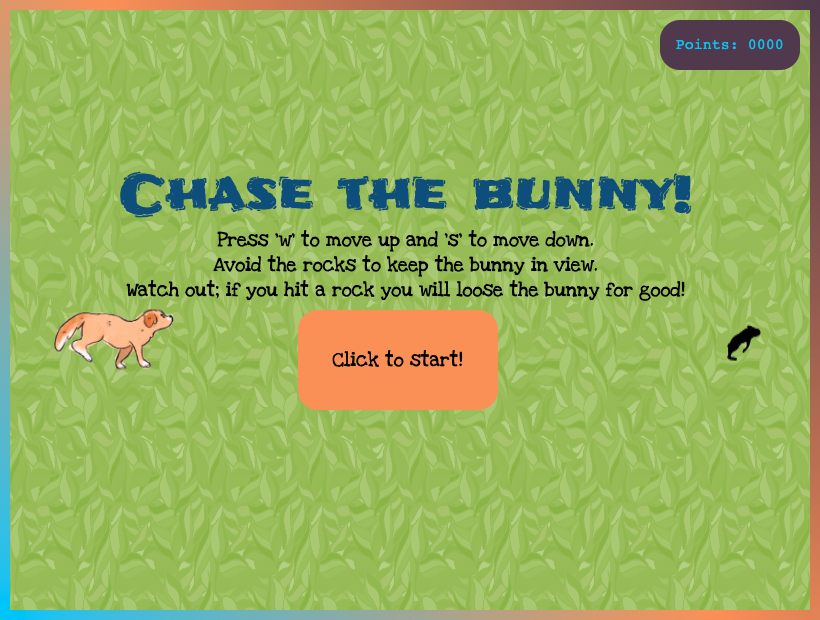 Points: 0000
Chase the bunny!
Press 'w' to move up and 's' to move down.
Avoid the rocks to keep the bunny in view.
Watch out; if you hit a rock you will loose the bunny for good!
Click to start!